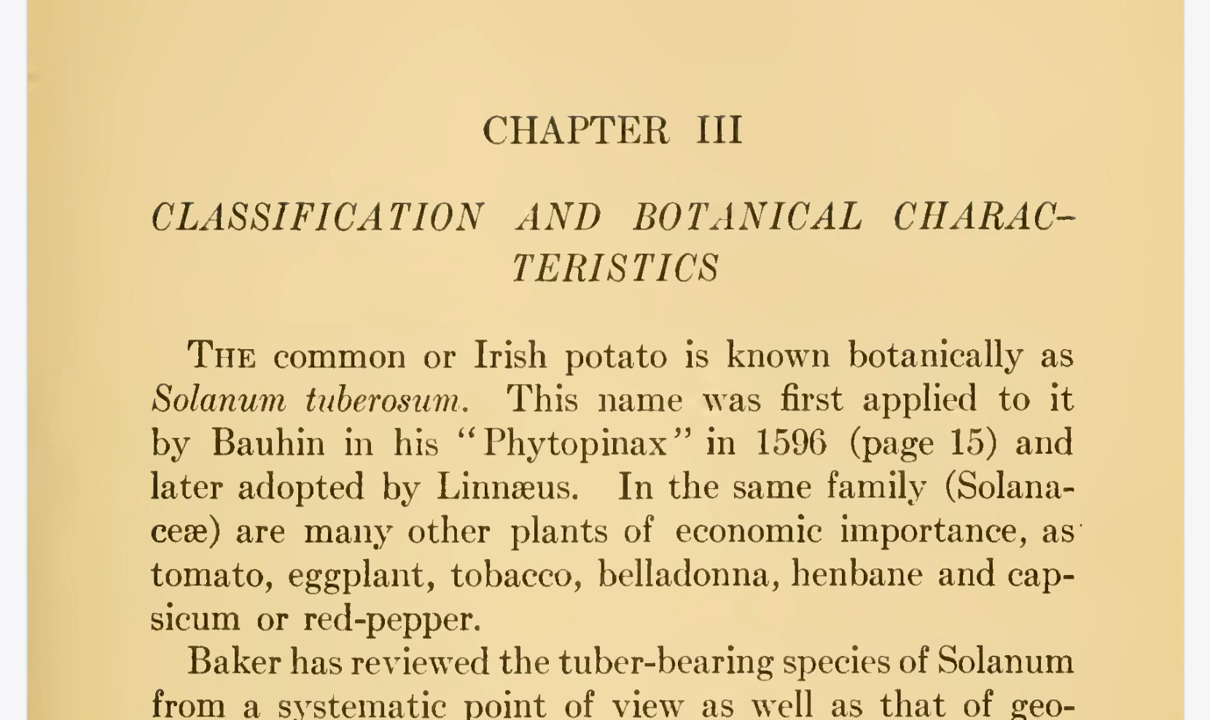 CHAPTER III
CLASSIFICATION AND BOTANICAL CHARAC-
TERISTICS
THE common or Irish potato is known botanically as
Solanum tuberosum. This name was first applied to it
by Bauhin in his “Phytopinax” in 1596 (page 15) and
later adopted by Linnæus. In the same family (Solana-
ceæ) are many other plants of economic importance, as
tomato, eggplant, tobacco, belladonna, henbane and cap-
sicum or red-pepper.
Baker has reviewed the tuber-bearing species of Solanum
from a systematic point of view as well as that of geo-